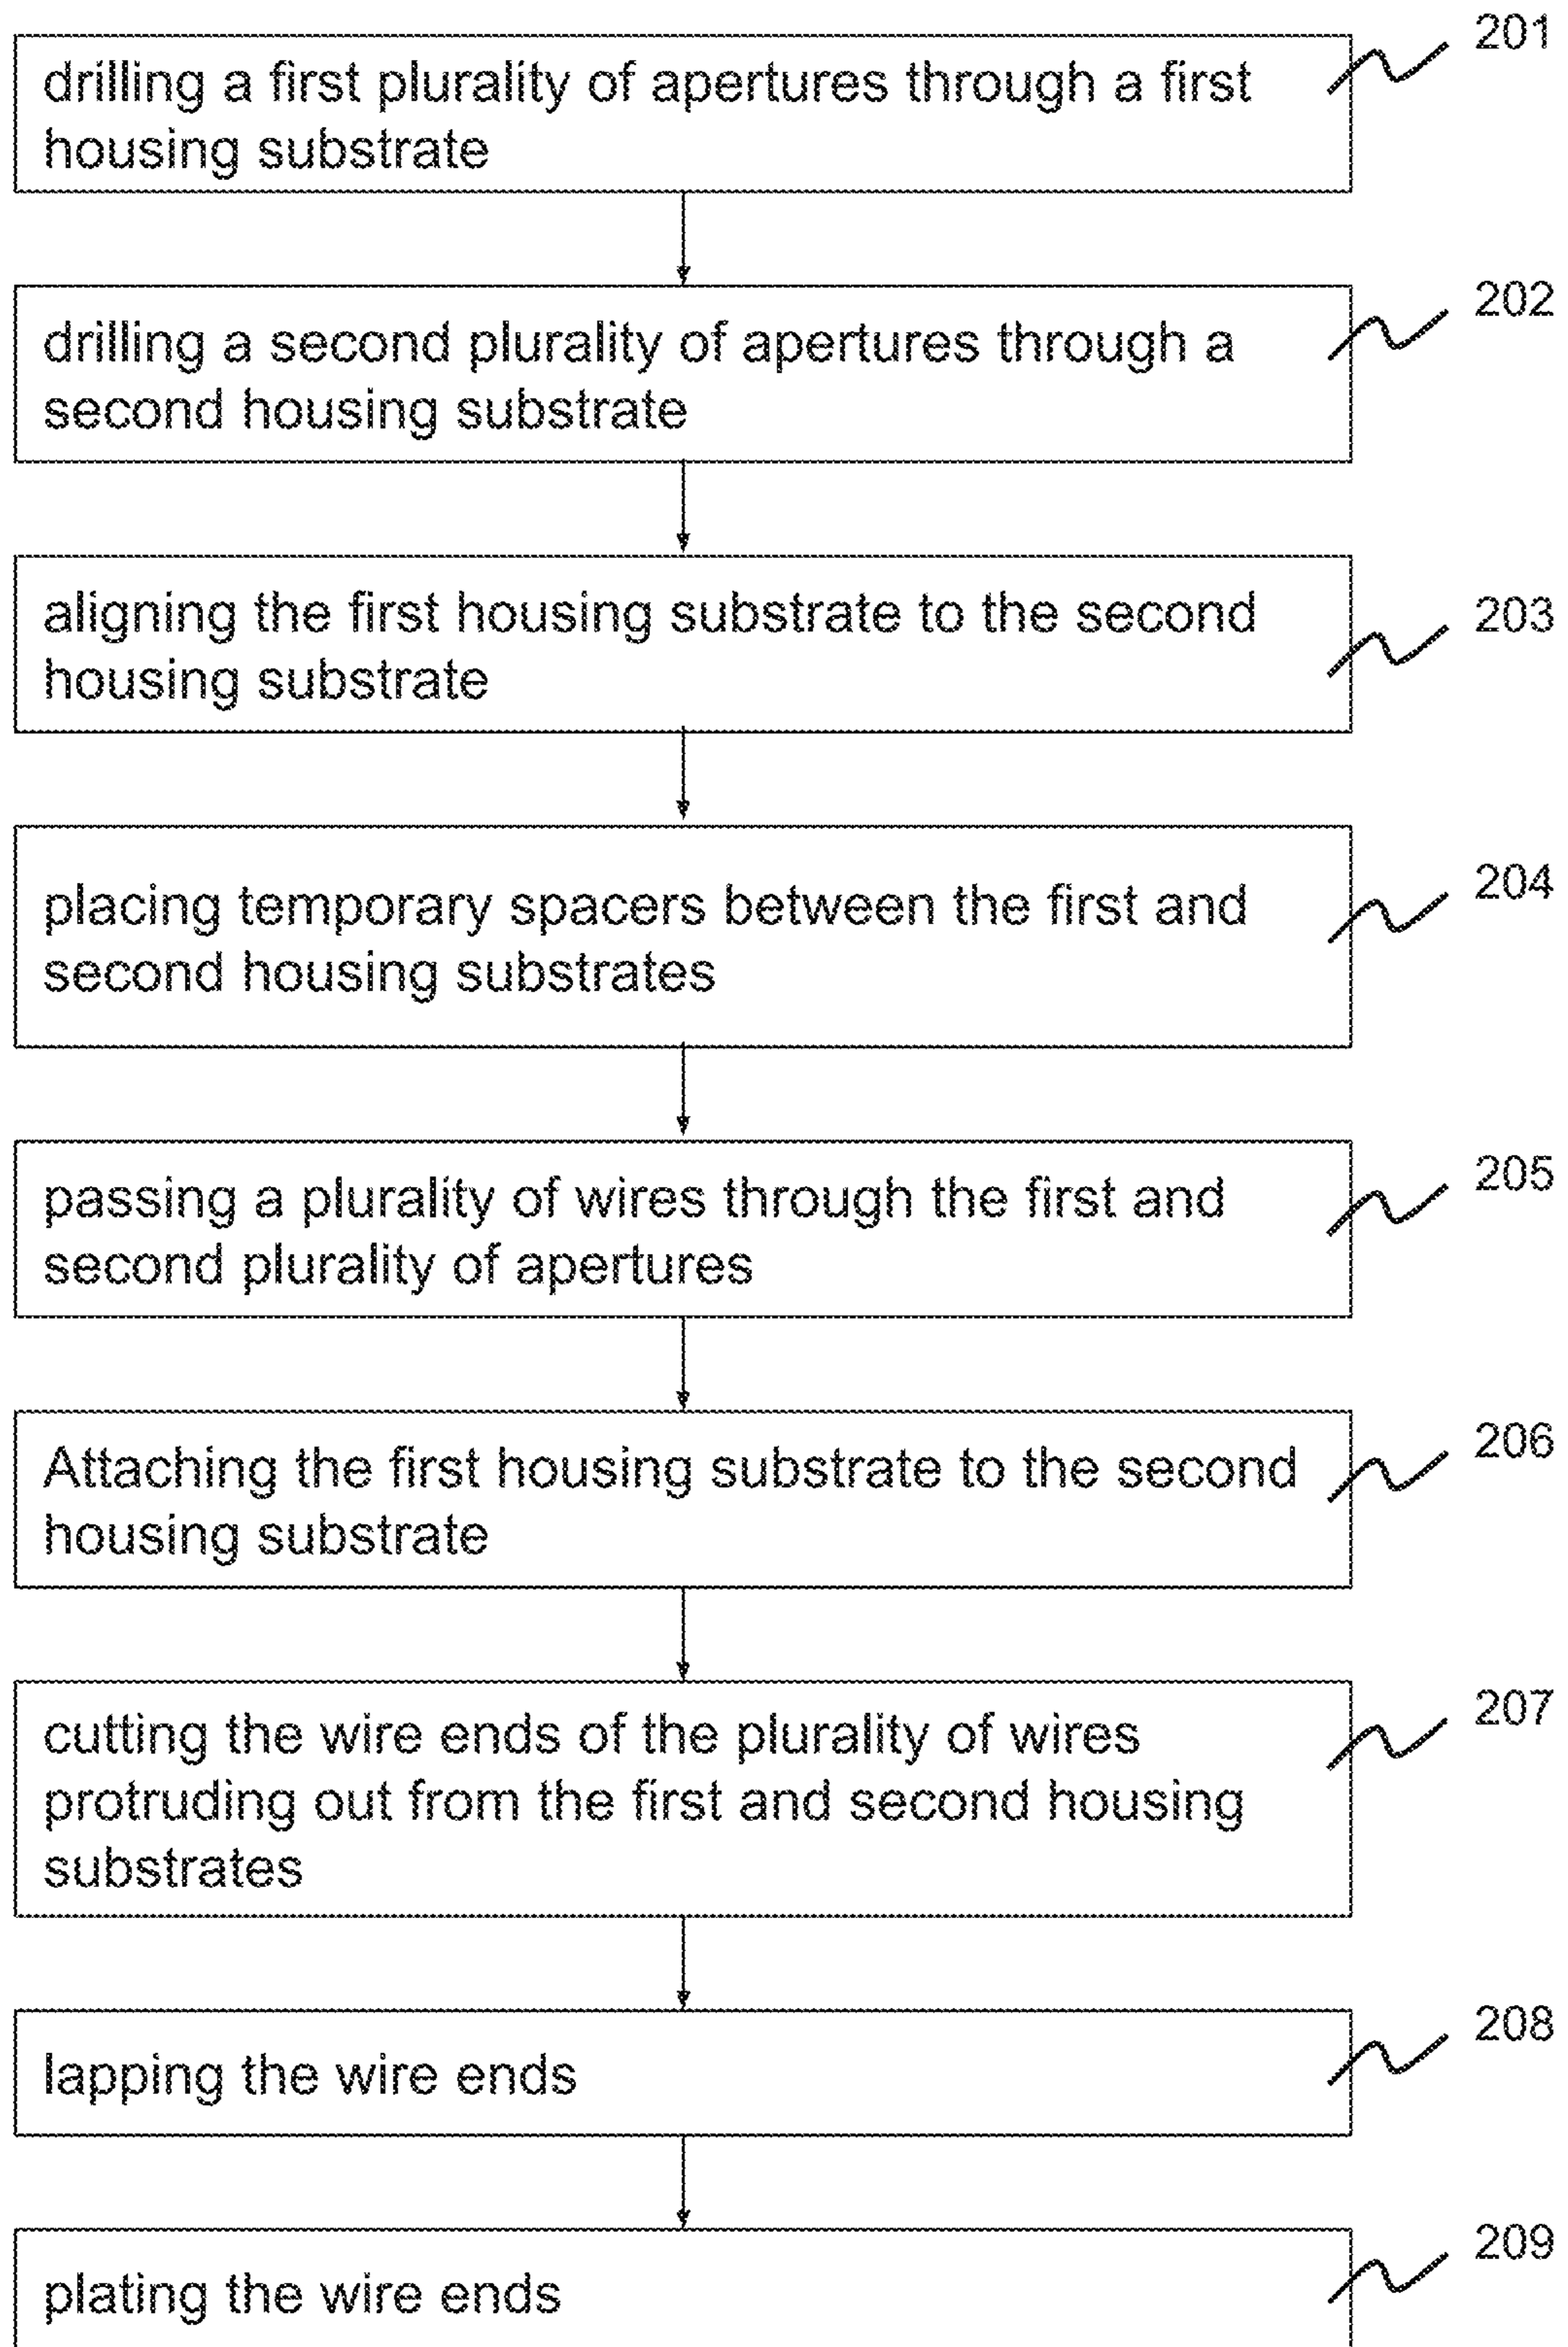 201
drilling a first plurality of apertures through a first
housing substrate
202
drilling a second plurality of apertures through a
second housing substrate
203
aligning the first housing substrate to the second
housing substrate
204
placing temporary spacers between the first and
second housing substrates
205
passing a plurality of wires through the first and
second plurality of apertures
206
Attaching the first housing substrate to the second
housing substrate
207
cutting the wire ends of the plurality of wires
protruding out from the first and second housing
substrates
208
lapping the wire ends
209
plating the wire ends